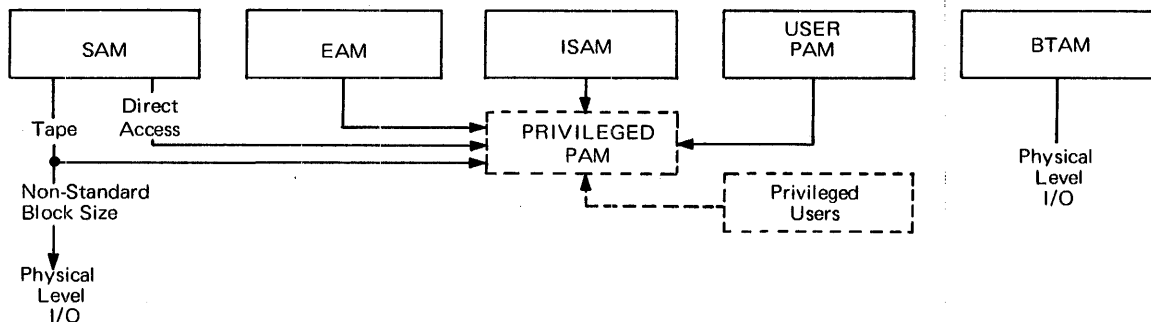 SAM
EAM
ISAM
USER
PAM
BTAM
Tape
Direct
Access
PRIVILEGED
PAM
Non-Standard
Block Size
Privileged
Users
Physical
Level
I/O
Physical
Level
I/O